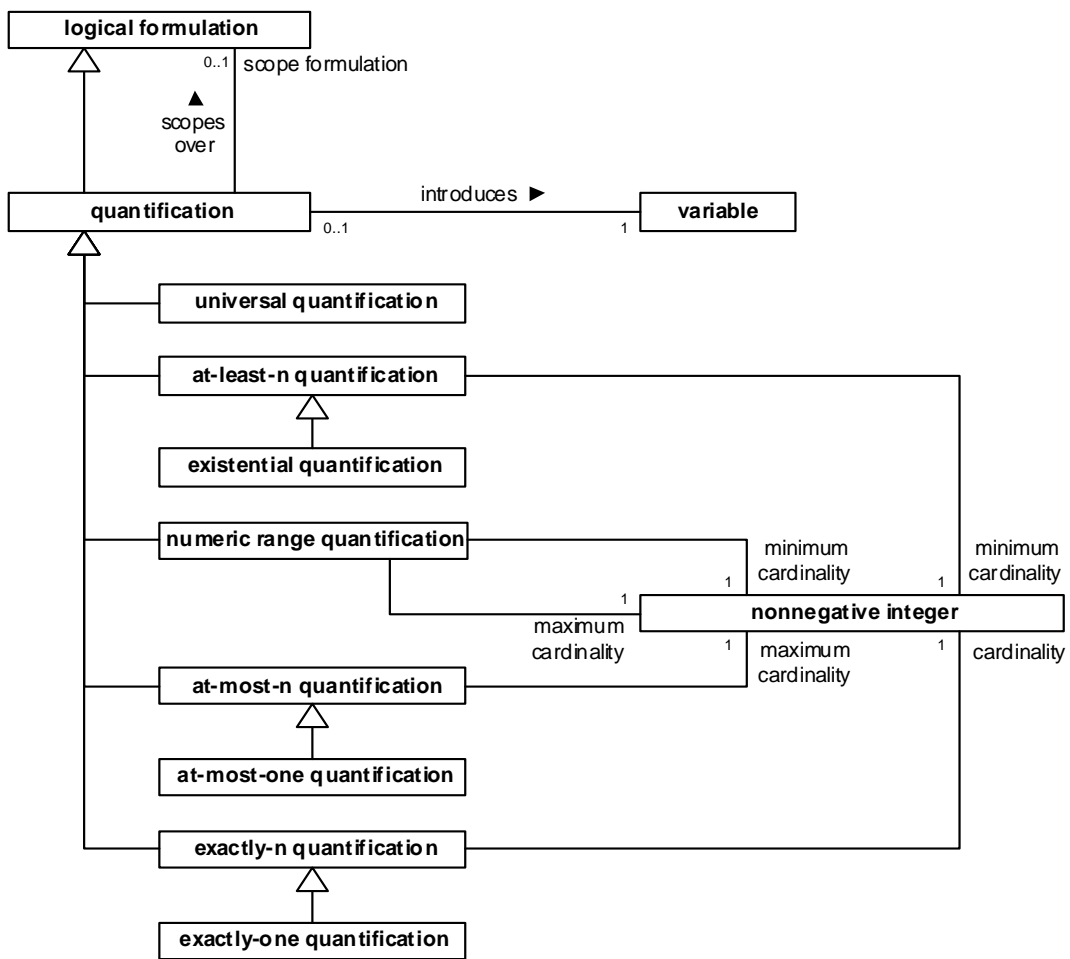 logical formulation
0..1
scope formulation
▲
scopes
over
quantification
introduces ►
variable
0..1
1
universal quantification
at-least-n quantification
existential quantification
numeric range quantification
minimum
cardinality
minimum
cardinality
1
1
1
nonnegative integer
maximum
cardinality
1
maximum
cardinality
1
cardinality
at-most-n quantification
at-most-one quantification
exactly-n quantification
exactly-one quantification